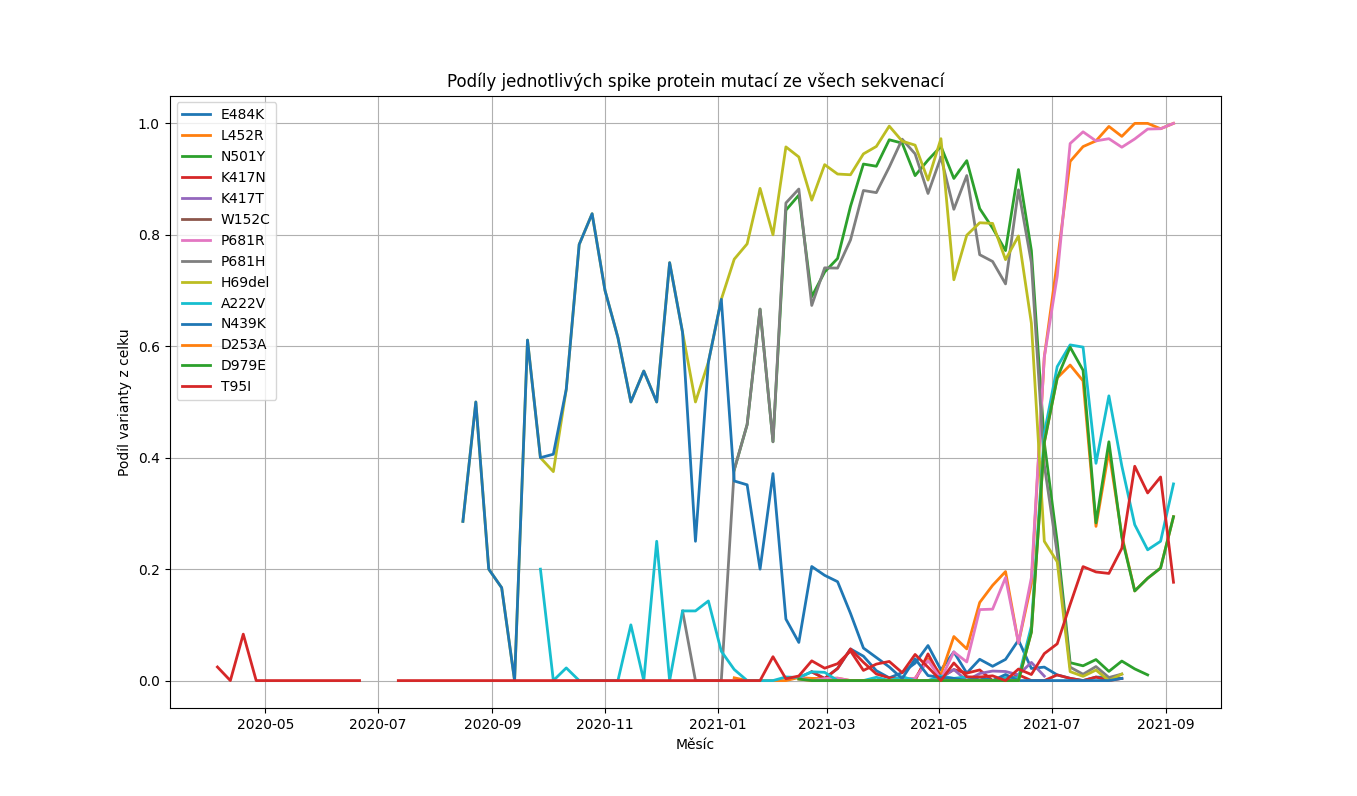 Podíly jednotlivých spike protein mutací ze všech sekvenací
E484K
L452R
N501Y
K417N
K417T
W152C
P681R
P681H
H69del
A222V
N439K
D253A
D979E
T95I
1.0
0.8
0.6
0.4
0.2
0.0
Podíl varianty z celku
2020-05 2020-07 2020-09 2020-11 2021-01 2021-03 2021-05 2021-07 2021-09
Měsíc